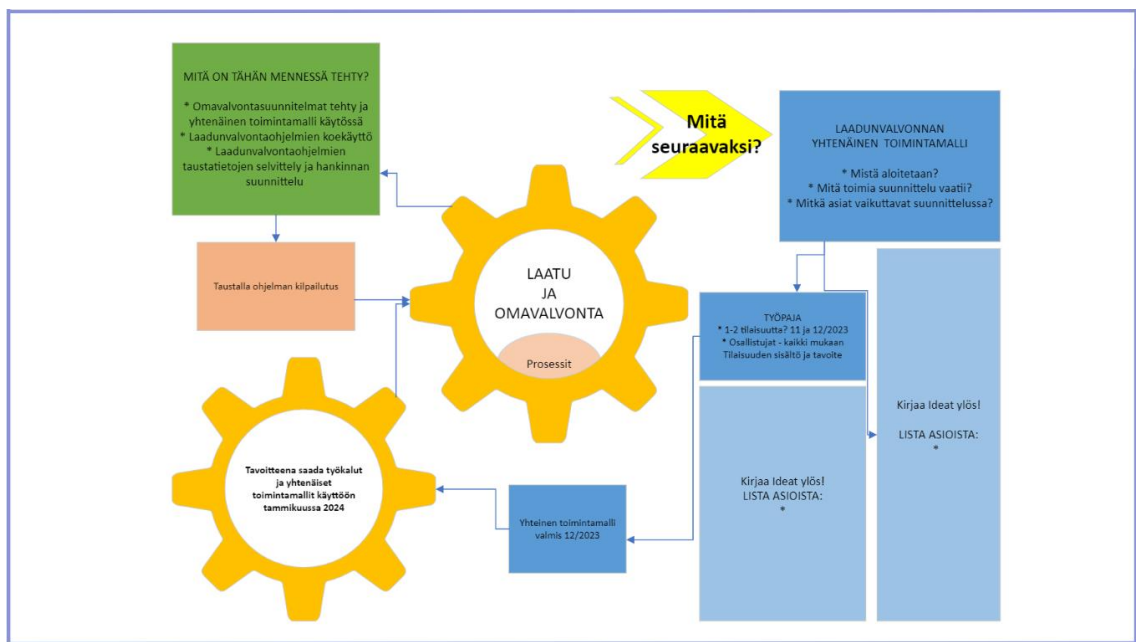 MITÄ ON TÄHÄN MENNESSÄ TEHTY?
* Omavalvontasuunnitelmat tehty ja
yhtenäinen toimintamalli käytössä
* Laadunvalvontaohjelmien koekäyttö
* Laadunvalvontaohjelmien
taustatietojen selvittely ja hankinnan
suunnittelu
Taustalla ohjelman kilpailutus
LAATU
JA
OMAVALVONTA
Prosessit
Mitä
seuraavaksi?
LAADUNVALVONNAN
YHTENÄINEN TOIMINTAMALLI
* Mistä aloitetaan?
* Mitä toimia suunnittelu vaatii?
* Mitkä asiat vaikuttavat suunnittelussa?
TYÖPAJA
* 1-2 tilaisuutta? 11 ja 12/2023
* Osallistujat - kaikki mukaan
Tilaisuuden sisältö ja tavoite
Kirjaa Ideat ylös!
LISTA ASIOISTA:
*
Kirjaa Ideat ylös!
LISTA ASIOISTA:
*
Yhteinen toimintamalli
valmis 12/2023
Tavoitteena saada työkalut
ja yhtenäiset
toimintamallit käyttöön
tammikuussa 2024